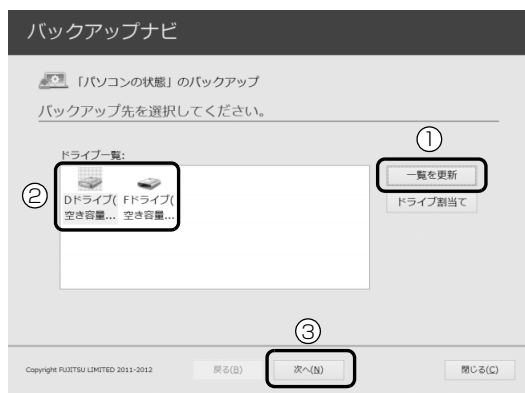 バックアップナビ
「パソコンの状態」のバックアップ
バックアップ先を選択してください。
①
ドライブ一覧:
一覧を更新
②
Dドライブ( Fドライブ(
空き容量... 空き容量...
ドライブ割当て
③
Copyright FUJITSU LIMITED 2011-2012 戻る(B) 次へ(N) 閉じる(C)